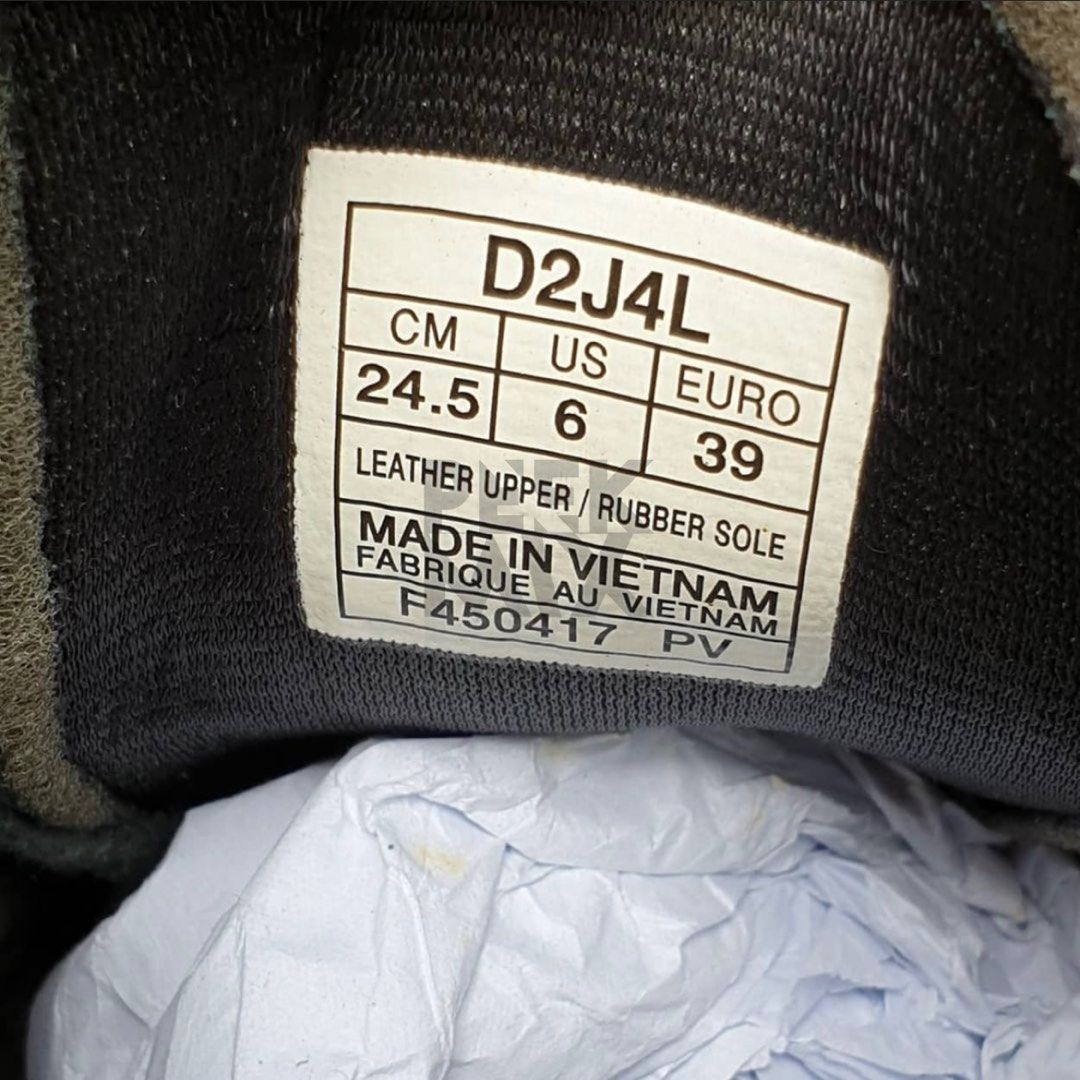 D2J4L
CM US EURO
24.5 6 39
LEATHER UPPER / RUBBER SOLE
MADE IN VIETNAM
FABRIQUE AU VIETNAM
F450417 PV